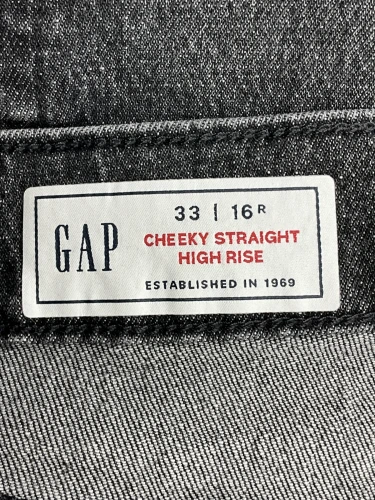 GAP
33 | 16R
CHEEKY STRAIGHT
HIGH RISE
ESTABLISHED IN 1969